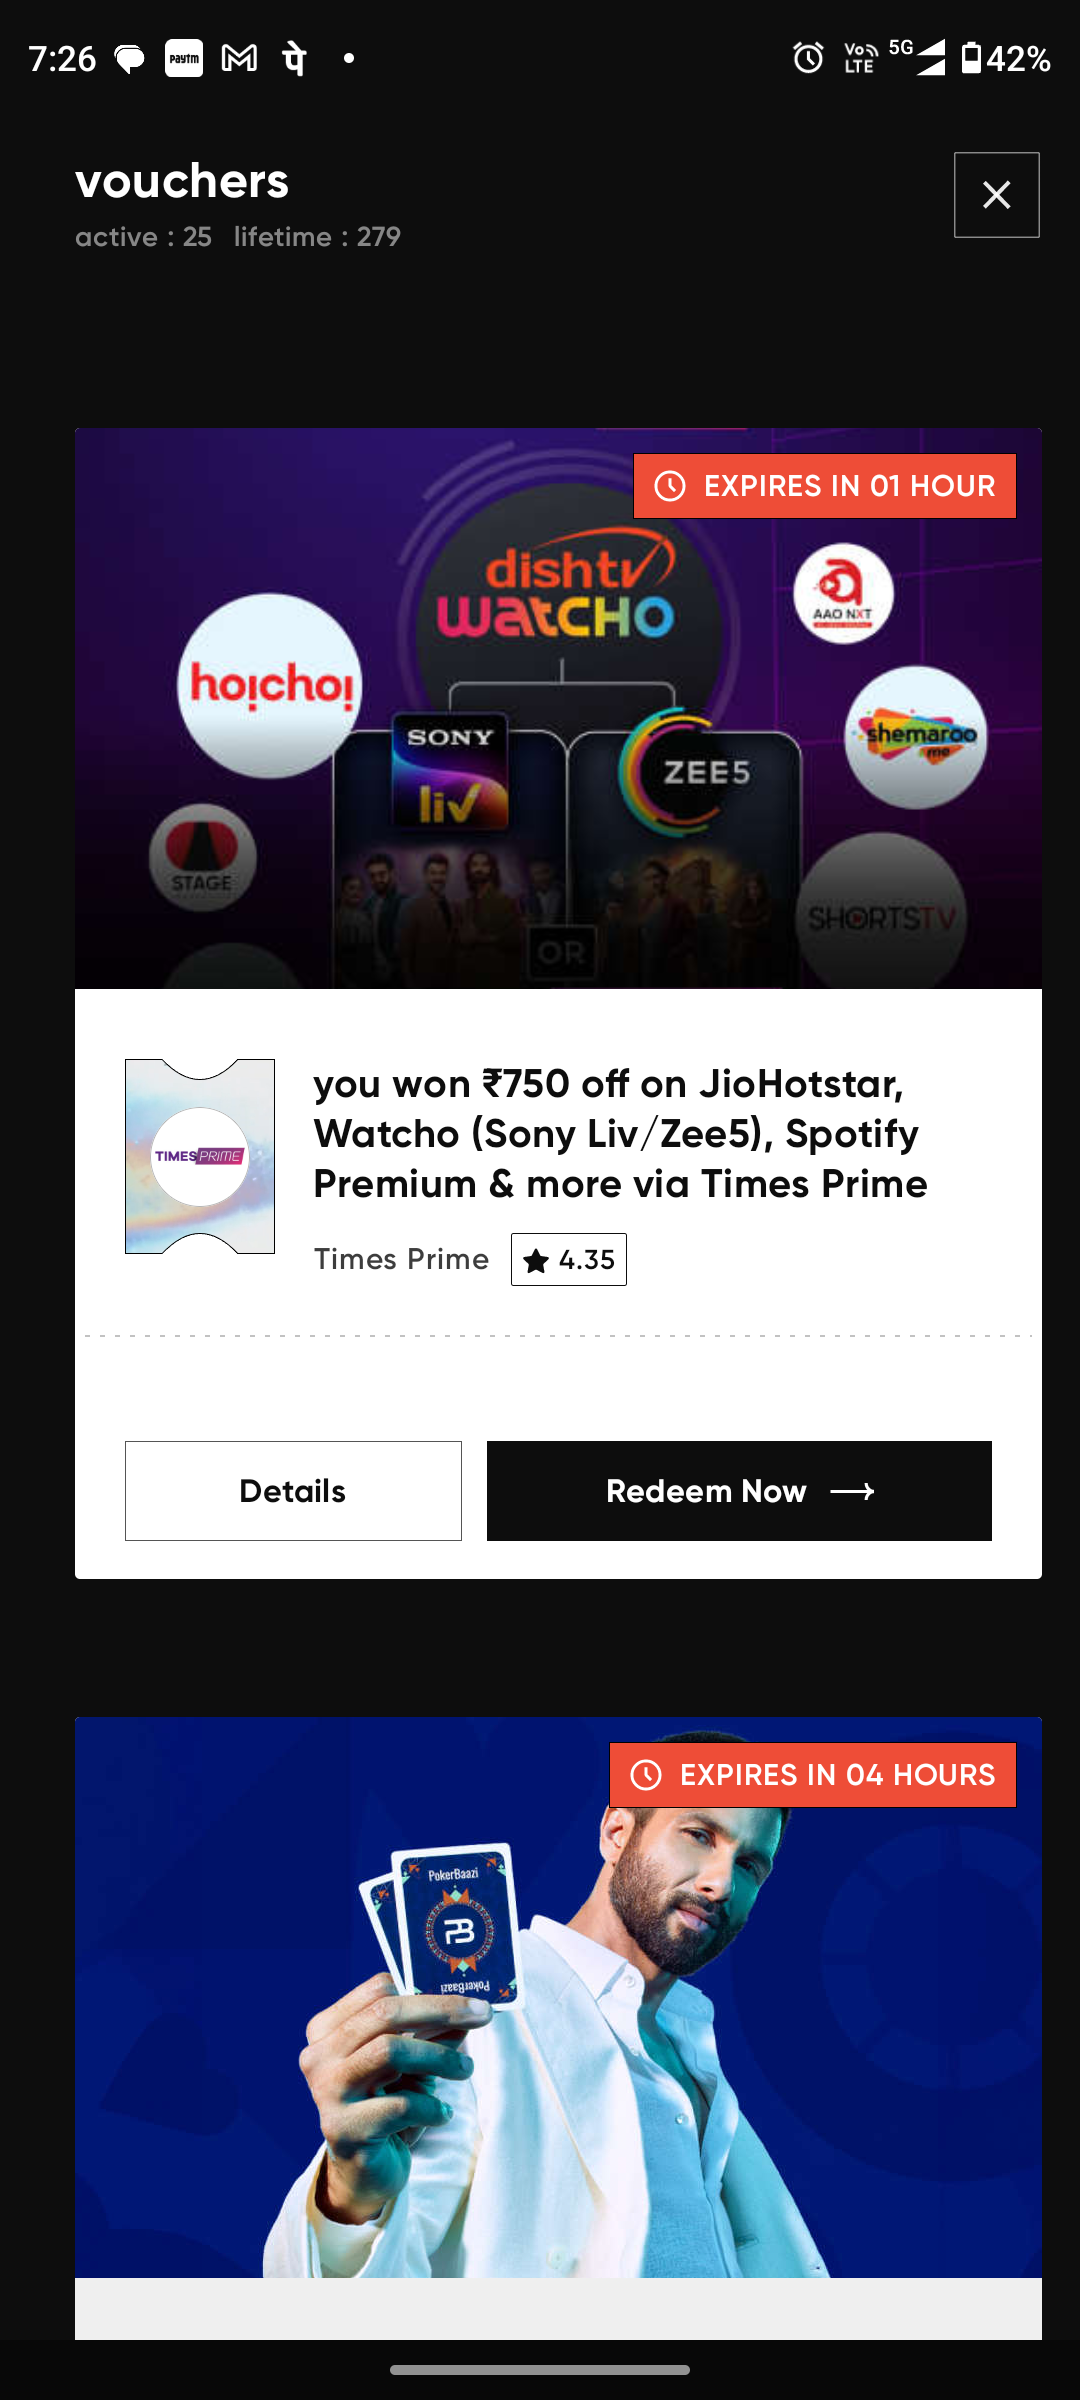 7:26 Paytm पे 5G 42%
Vo
LTE
vouchers
active : 25 lifetime : 279
EXPIRES IN 01 HOUR
dishtv
watcho
AAO NXT
hoichoi
SONY
liv
ZEE5
shemaroo
me
STAGE
SHORTSTV
OR
you won ₹750 off on JioHotstar,
Watcho (Sony Liv/Zee5), Spotify
Premium & more via Times Prime
TIMES PRIME
Times Prime 4.35
Details
Redeem Now
EXPIRES IN 04 HOURS
PokerBaazi
PB
PokerBaazi